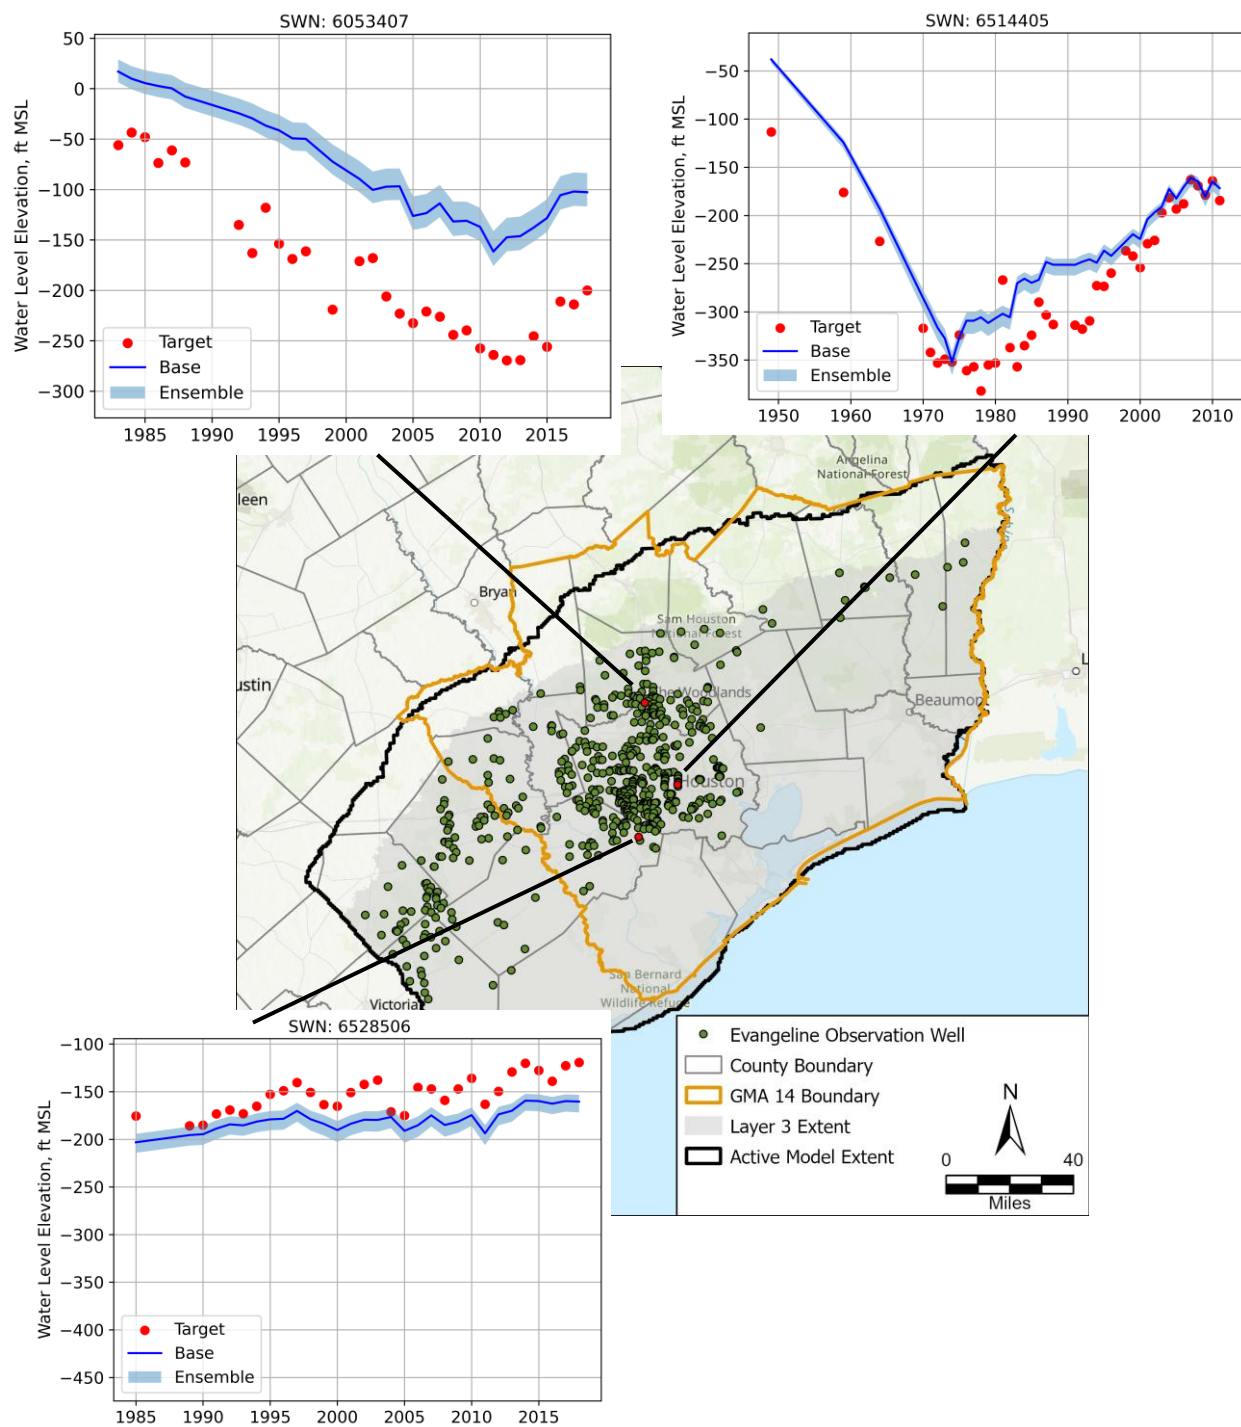 SWN: 6053407
50
0
−50
−100
−150
−200
−250
−300
Water Level Elevation, ft MSL
Target
Base
Ensemble
1985 1990 1995 2000 2005 2010 2015
SWN: 6514405
−50
−100
−150
−200
−250
−300
−350
Water Level Elevation, ft MSL
Target
Base
Ensemble
1950 1960 1970 1980 1990 2000 2010
Angelina
National Forest
leen
Bryan
Sam Houston
National Forest
ustin
The Woodlands
Beaumont
L
Houston
San Bernard
National
Wildlife Refuge
Victoria
SWN: 6528506
−100
−150
−200
−250
−300
−350
−400
−450
Water Level Elevation, ft MSL
Target
Base
Ensemble
1985 1990 1995 2000 2005 2010 2015
Evangeline Observation Well
County Boundary
GMA 14 Boundary
Layer 3 Extent
Active Model Extent
N
0 40
Miles